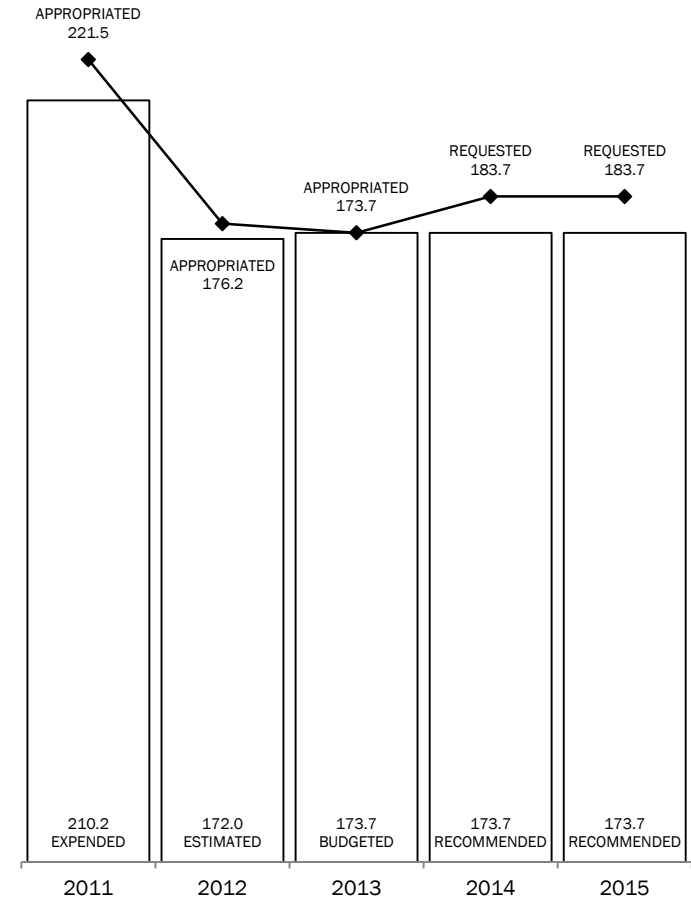 APPROPRIATED
221.5
REQUESTED
183.7
REQUESTED
183.7
APPROPRIATED
173.7
APPROPRIATED
176.2
210.2
EXPENDED
172.0
ESTIMATED
173.7
BUDGETED
173.7
RECOMMENDED
173.7
RECOMMENDED
2011
2012
2013
2014
2015